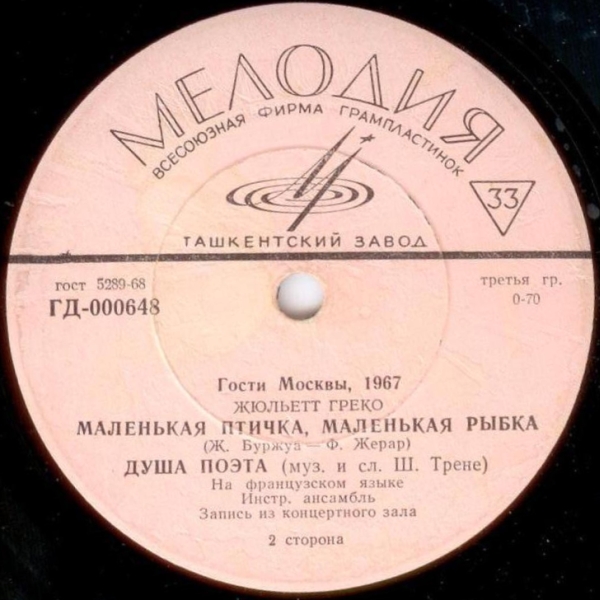 МЕЛОДИЯ
ВСЕСОЮЗНАЯ ФИРМА ГРАМПЛАСТИНОК
33
ТАШКЕНТСКИЙ ЗАВОД
гост 5289-68
третья гр.
ГД-000648
0-70
Гости Москвы, 1967
ЖЮЛЬЕТТ ГРЕКО
МАЛЕНЬКАЯ ПТИЧКА, МАЛЕНЬКАЯ РЫБКА
(Ж. Буржуа — Ф. Жерар)
ДУША ПОЭТА (муз. и сл. Ш. Трене)
На французском языке
Инстр. ансамбль
Запись из концертного зала
2 сторона